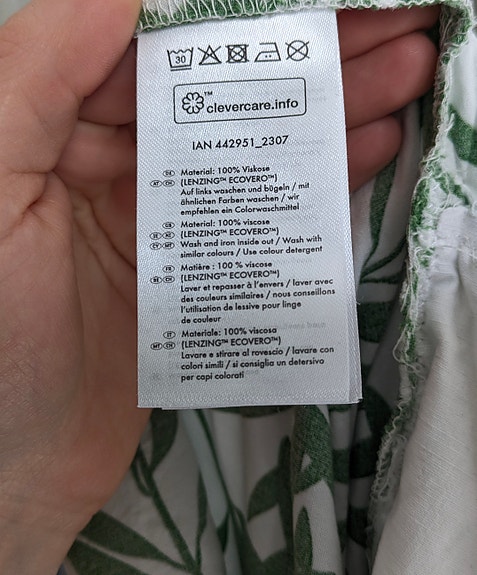 30
™
clevercare.info
IAN 442951_2307
Material: 100% Viskose
(LENZING™ ECOVERO™)
Auf links waschen und bügeln / mit
ähnlichen Farben waschen / wir
empfehlen ein Colorwaschmittel
Material: 100% viscose
(LENZING™ ECOVERO™)
Wash and iron inside out / Wash with
similar colours / Use colour detergent
Matière : 100 % viscose
(LENZING™ ECOVERO™)
Laver et repasser à l'envers / laver avec
des couleurs similaires / nous conseillons
l'utilisation de lessive pour linge
de couleur
Materiale: 100% viscosa
(LENZING™ ECOVERO™)
Lavare e stirare al rovescio / lavare con
colori simili / si consiglia un detersivo
per capi colorati